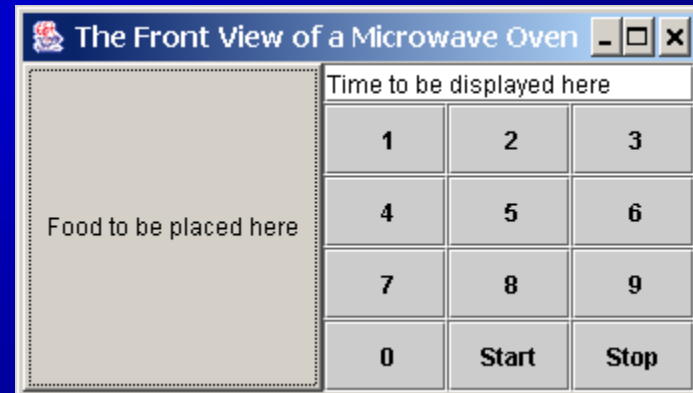 The Front View of a Microwave Oven
Time to be displayed here
1 2 3
Food to be placed here
4 5 6
7 8 9
0 Start Stop